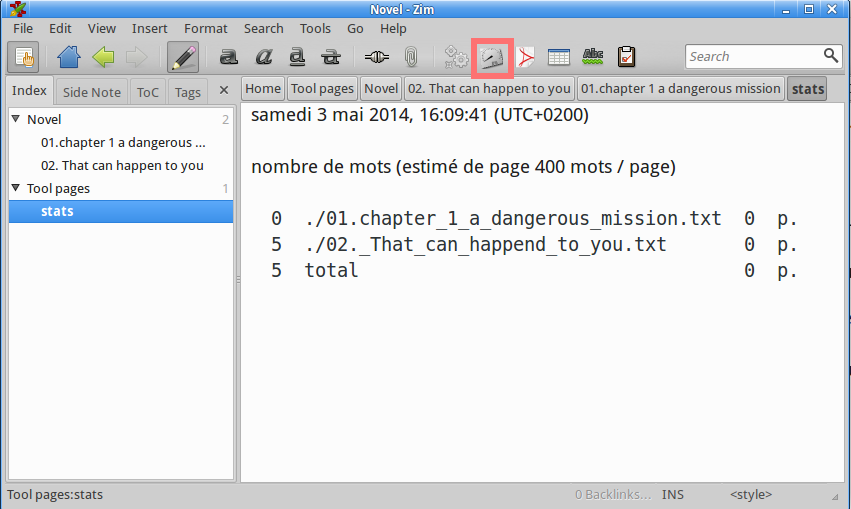 Novel - Zim
File Edit View Insert Format Search Tools Go Help
a a a a Abc Search
Index Side Note ToC Tags
Home Tool pages Novel 02. That can happen to you 01.chapter 1 a dangerous mission stats
Novel 2
01.chapter 1 a dangerous ...
02. That can happen to you
Tool pages 1
stats
samedi 3 mai 2014, 16:09:41 (UTC+0200)
nombre de mots (estimé de page 400 mots / page)
0 ./01.chapter_1_a_dangerous_mission.txt 0 p.
5 ./02._That_can_happend_to_you.txt 0 p.
5 total 0 p.
Tool pages:stats 0 Backlinks... INS <style>